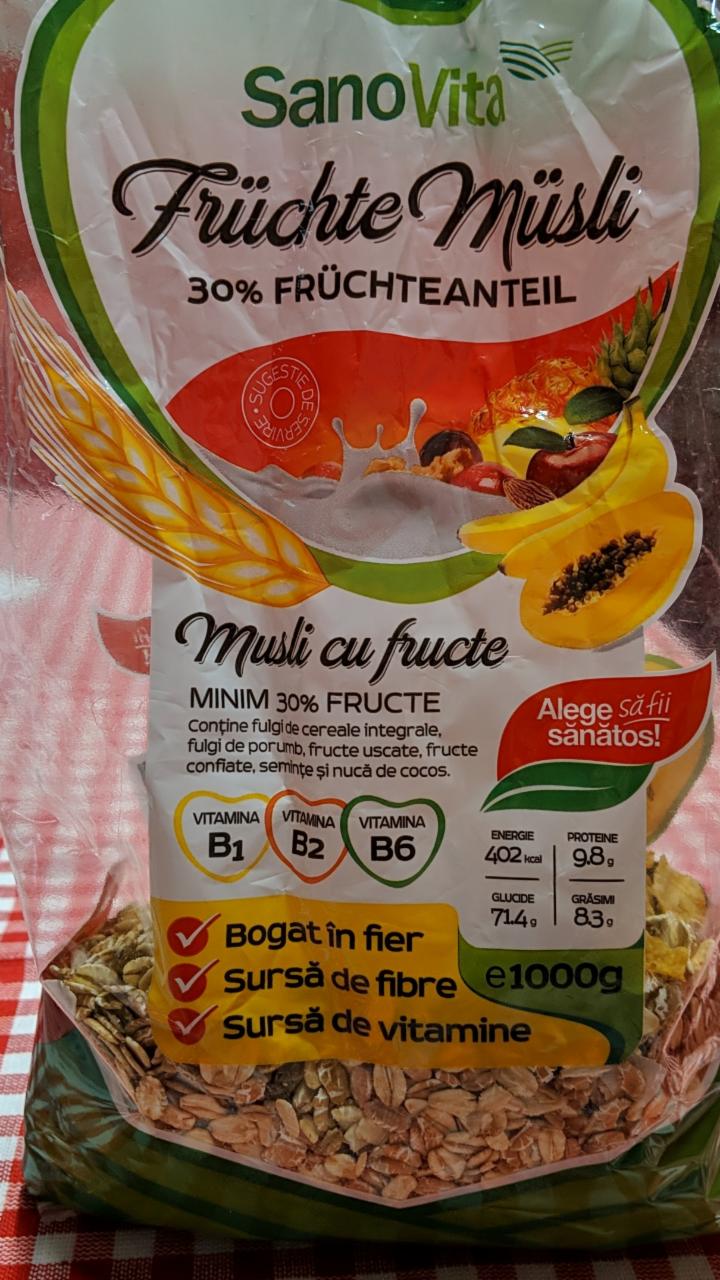 SanoVita
Früchte Müsli
30% FRÜCHTEANTEIL
SUGESTIE DE SERVIRE
Musli cu fructe
MINIM 30% FRUCTE
Conține fulgi de cereale integrale,
fulgi de porumb, fructe uscate, fructe
confiate, semințe și nucă de cocos.
Alege să fii
sănătos!
VITAMINA
B1
VITAMINA
B2
VITAMINA
B6
ENERGIE
402 kcal
PROTEINE
9.8 g
GLUCIDE
71.4 g
GRĂSIMI
8.3 g
Bogat în fier
Sursă de fibre
Sursă de vitamine
e1000g